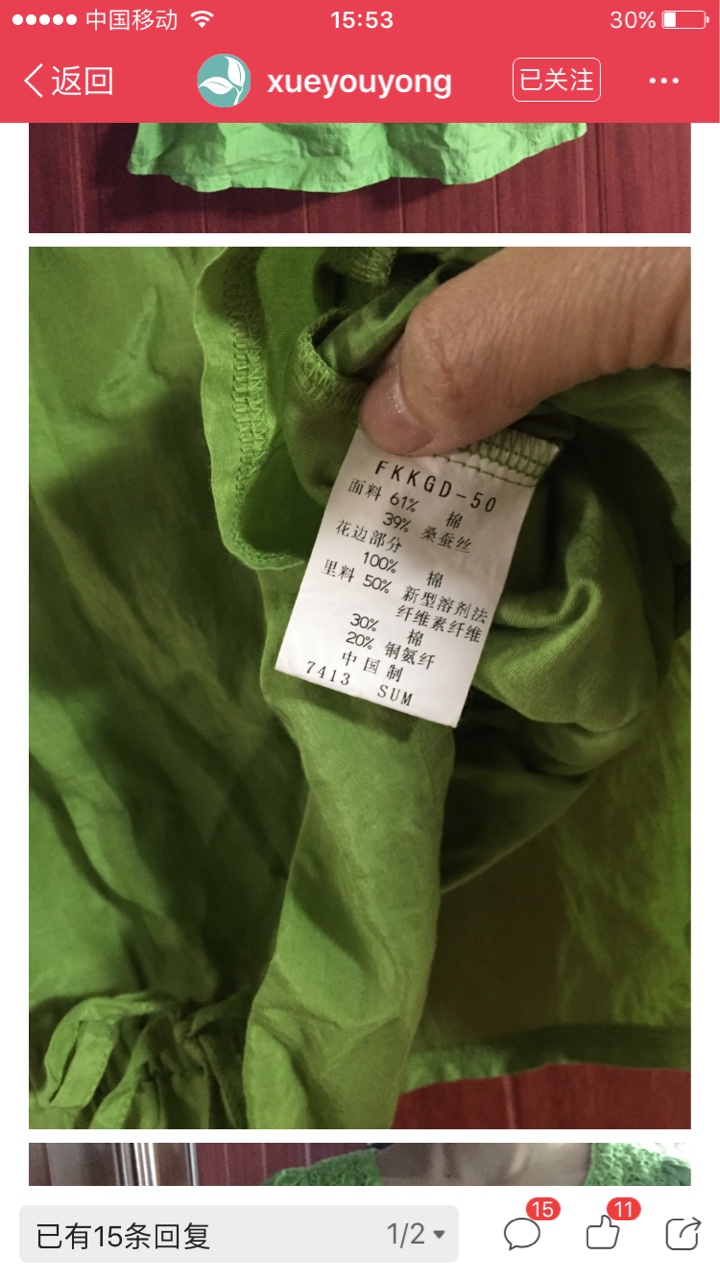 中国移动 15:53 30%
返回 xueyouyong 已关注
FKKGD-50
面料 61% 棉
39% 桑蚕丝
花边部分
100% 棉
里料 50% 新型溶剂法
纤维素纤维
30% 棉
20% 铜氨纤
中国制
7413 SUM
已有15条回复 1/2 15 11